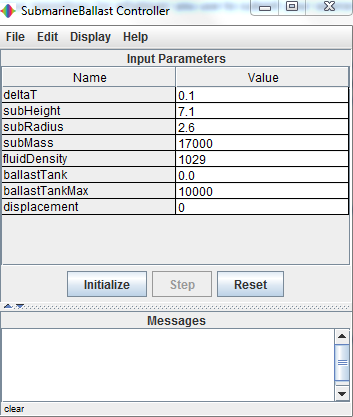 SubmarineBallast Controller
File Edit Display Help
Input Parameters
Name Value
deltaT 0.1
subHeight 7.1
subRadius 2.6
subMass 17000
fluidDensity 1029
ballastTank 0.0
ballastTankMax 10000
displacement 0
Initialize Step Reset
Messages
clear